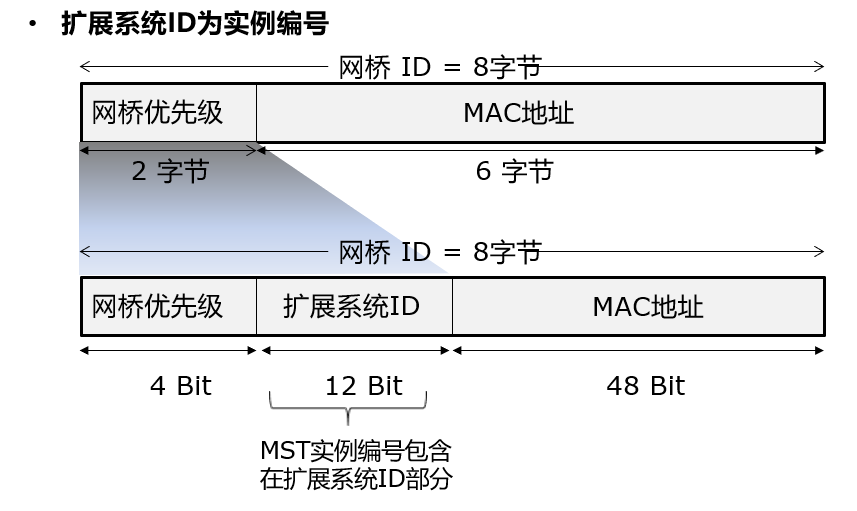 • 扩展系统ID为实例编号
网桥 ID = 8字节
网桥优先级 MAC地址
2 字节 6 字节
网桥 ID = 8字节
网桥优先级 扩展系统ID MAC地址
4 Bit 12 Bit 48 Bit
MST实例编号包含
在扩展系统ID部分